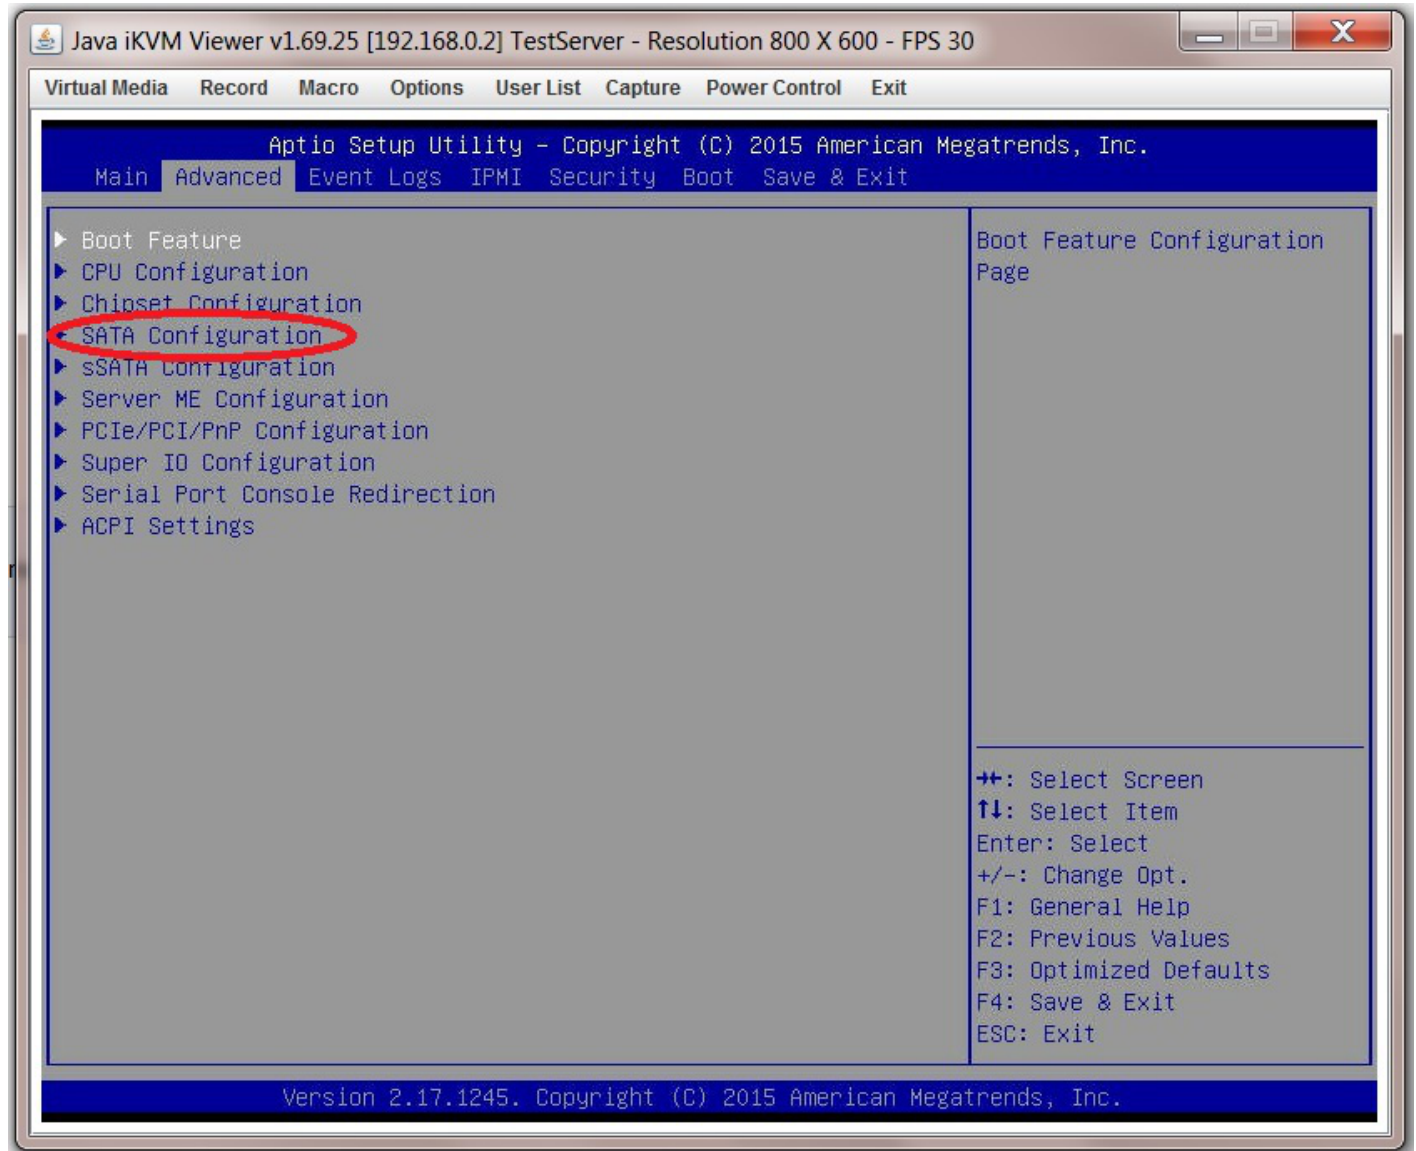 Java iKVM Viewer v1.69.25 [192.168.0.2] TestServer - Resolution 800 X 600 - FPS 30
Virtual Media Record Macro Options User List Capture Power Control Exit
Aptio Setup Utility – Copyright (C) 2015 American Megatrends, Inc.
Main Advanced Event Logs IPMI Security Boot Save & Exit
Boot Feature
CPU Configuration
Chipset Configuration
SATA Configuration
sSATA Configuration
Server ME Configuration
PCIe/PCI/PnP Configuration
Super IO Configuration
Serial Port Console Redirection
ACPI Settings
Boot Feature Configuration
Page
→←: Select Screen
↑↓: Select Item
Enter: Select
+/-: Change Opt.
F1: General Help
F2: Previous Values
F3: Optimized Defaults
F4: Save & Exit
ESC: Exit
Version 2.17.1245. Copyright (C) 2015 American Megatrends, Inc.